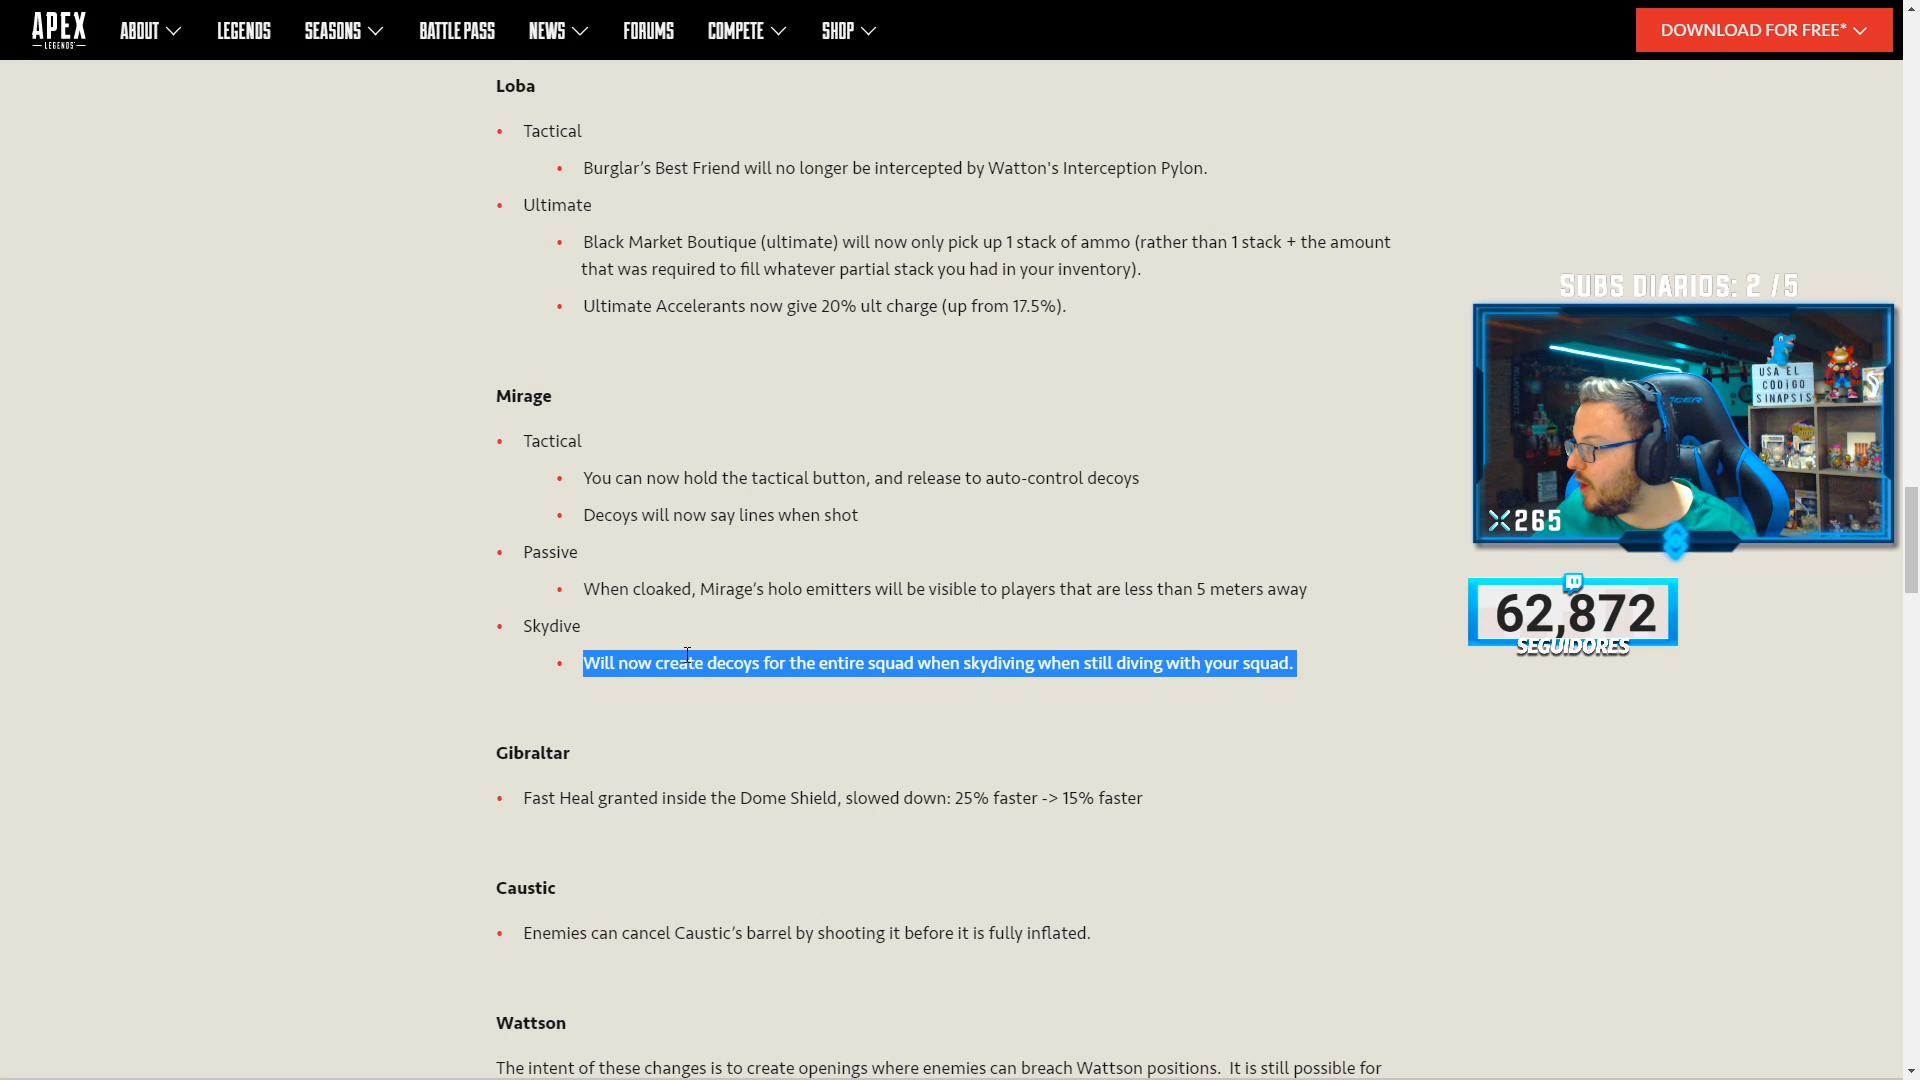 APEX
LEGENDS
ABOUT
LEGENDS
SEASONS
BATTLE PASS
NEWS
FORUMS
COMPETE
SHOP
DOWNLOAD FOR FREE*
Loba
Tactical
Burglar’s Best Friend will no longer be intercepted by Watton's Interception Pylon.
Ultimate
Black Market Boutique (ultimate) will now only pick up 1 stack of ammo (rather than 1 stack + the amount
that was required to fill whatever partial stack you had in your inventory).
Ultimate Accelerants now give 20% ult charge (up from 17.5%).
Mirage
Tactical
You can now hold the tactical button, and release to auto-control decoys
Decoys will now say lines when shot
Passive
When cloaked, Mirage’s holo emitters will be visible to players that are less than 5 meters away
Skydive
Will now create decoys for the entire squad when skydiving when still diving with your squad.
Gibraltar
Fast Heal granted inside the Dome Shield, slowed down: 25% faster -> 15% faster
Caustic
Enemies can cancel Caustic’s barrel by shooting it before it is fully inflated.
Wattson
The intent of these changes is to create openings where enemies can breach Wattson positions.  It is still possible for
SUBS DIARIOS: 2 /5
USA EL
CODIGO
SINAPSIS
265
62,872
SEGUIDORES